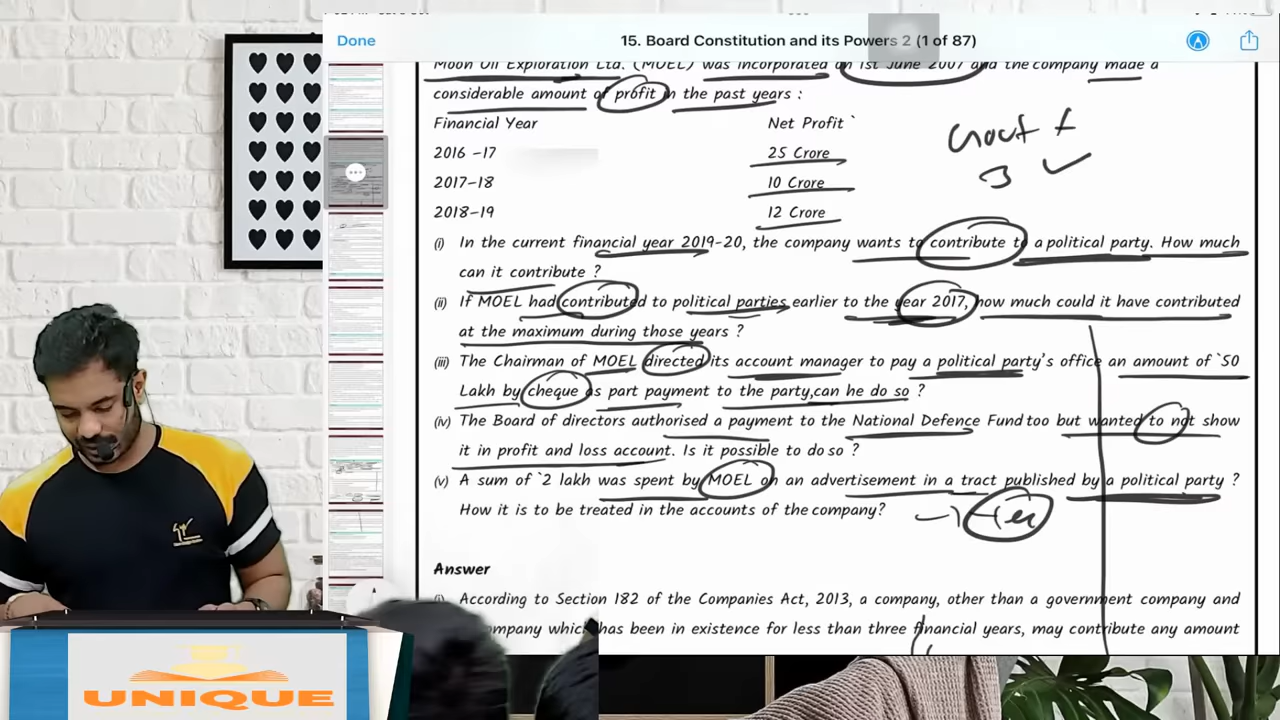 Done
15. Board Constitution and its Powers 2 (1 of 87)
Moon Oil Exploration Ltd. (MOEL) was incorporated on 1st June 2007 and the company made a
considerable amount of profit in the past years :
Financial Year Net Profit`
2016 -17 25 Crore
2017-18 10 Crore
2018-19 12 Crore
Govt
3
(i) In the current financial year 2019-20, the company wants to contribute to a political party. How much
can it contribute ?
(ii) If MOEL had contributed to political parties earlier to the year 2017, how much could it have contributed
at the maximum during those years ?
(iii) The Chairman of MOEL directed its account manager to pay a political party's office an amount of `50
Lakh by cheque as part payment to the party,can he do so ?
(iv) The Board of directors authorised a payment to the National Defence Fund too but wanted to not show
it in profit and loss account. Is it possible to do so ?
(v) A sum of `2 lakh was spent by MOEL on an advertisement in a tract published by a political party ?
How it is to be treated in the accounts of the company?
Answer
(i) According to Section 182 of the Companies Act, 2013, a company, other than a government company and
company which has been in existence for less than three financial years, may contribute any amount
UNIQUE